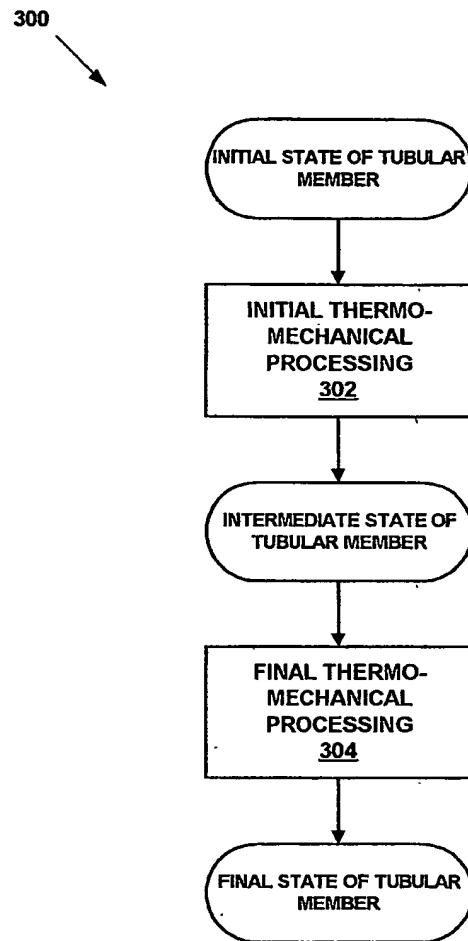 300
INITIAL STATE OF TUBULAR
MEMBER
INITIAL THERMO-
MECHANICAL
PROCESSING
302
INTERMEDIATE STATE OF
TUBULAR MEMBER
FINAL THERMO-
MECHANICAL
PROCESSING
304
FINAL STATE OF TUBULAR
MEMBER